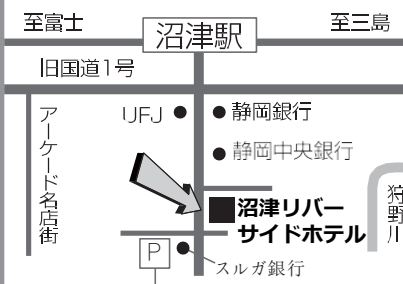 至富士
沼津駅
至三島
旧国道1号
アーケード名店街
UFJ
静岡銀行
静岡中央銀行
沼津リバー
サイドホテル
狩野川
P
スルガ銀行